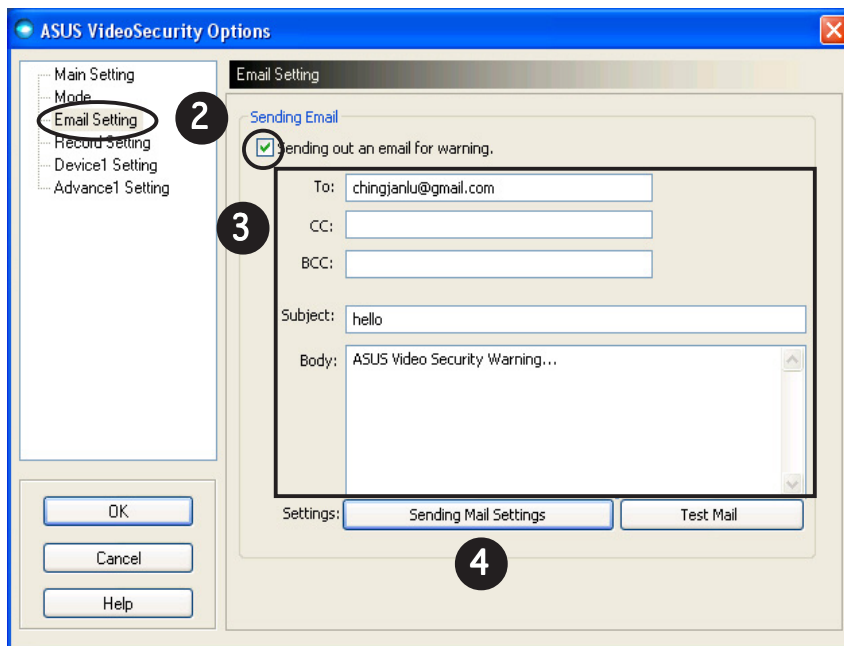 ASUS VideoSecurity Options
Main Setting
Mode
Email Setting
Record Setting
Device1 Setting
Advance1 Setting
OK
Cancel
Help
Email Setting
2
Sending Email
Sending out an email for warning.
3
To: chingjanlu@gmail.com
CC:
BCC:
Subject: hello
Body: ASUS Video Security Warning...
Settings: Sending Mail Settings Test Mail
4